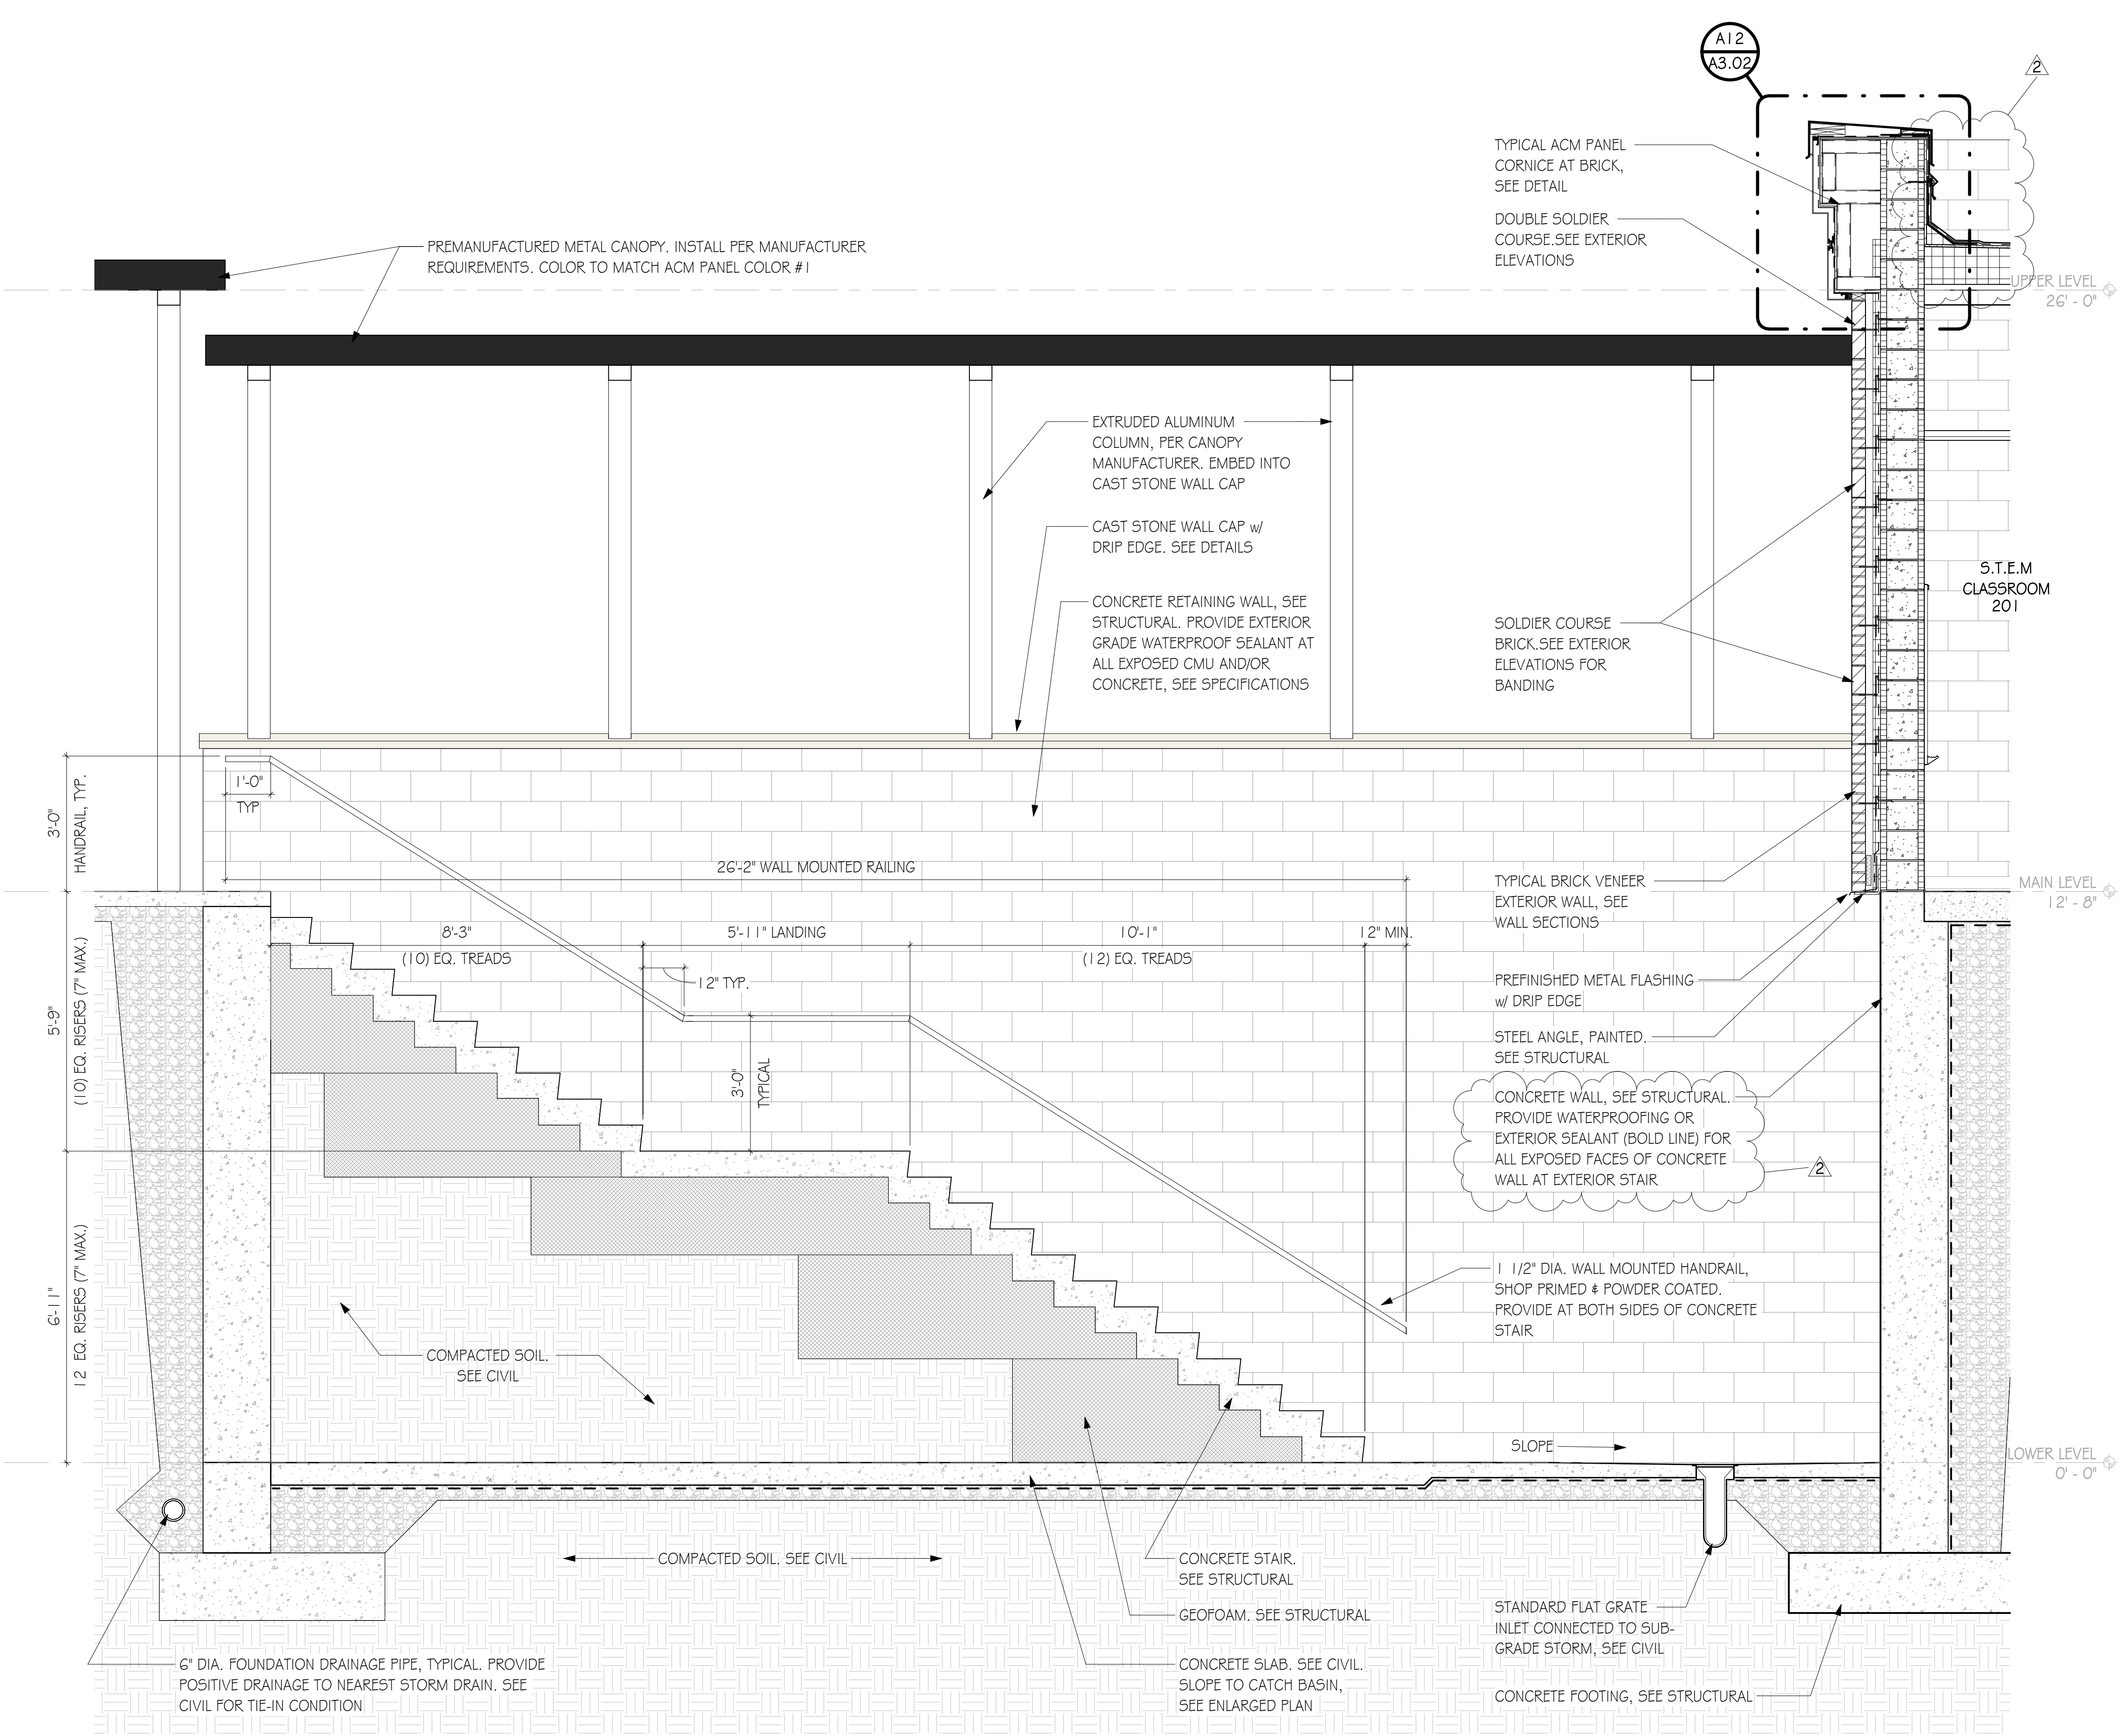 A12
A3.02
2
TYPICAL ACM PANEL
CORNICE AT BRICK,
SEE DETAIL
DOUBLE SOLDIER
COURSE.SEE EXTERIOR
ELEVATIONS
PREMANUFACTURED METAL CANOPY. INSTALL PER MANUFACTURER
REQUIREMENTS. COLOR TO MATCH ACM PANEL COLOR #1
UPPER LEVEL
26' - 0"
EXTRUDED ALUMINUM
COLUMN, PER CANOPY
MANUFACTURER. EMBED INTO
CAST STONE WALL CAP
CAST STONE WALL CAP w/
DRIP EDGE. SEE DETAILS
CONCRETE RETAINING WALL, SEE
STRUCTURAL. PROVIDE EXTERIOR
GRADE WATERPROOF SEALANT AT
ALL EXPOSED CMU AND/OR
CONCRETE, SEE SPECIFICATIONS
S.T.E.M
CLASSROOM
201
SOLDIER COURSE
BRICK.SEE EXTERIOR
ELEVATIONS FOR
BANDING
1'-0"
TYP
3'-0"
HANDRAIL, TYP.
26'-2" WALL MOUNTED RAILING
TYPICAL BRICK VENEER
EXTERIOR WALL, SEE
WALL SECTIONS
MAIN LEVEL
12' - 8"
8'-3"
(10) EQ. TREADS
5'-11" LANDING
10'-1"
(12) EQ. TREADS
12" MIN.
12" TYP.
5'-9"
(10) EQ. RISERS (7" MAX.)
3'-0"
TYPICAL
PREFINISHED METAL FLASHING
w/ DRIP EDGE
STEEL ANGLE, PAINTED.
SEE STRUCTURAL
CONCRETE WALL, SEE STRUCTURAL.
PROVIDE WATERPROOFING OR
EXTERIOR SEALANT (BOLD LINE) FOR
ALL EXPOSED FACES OF CONCRETE
WALL AT EXTERIOR STAIR
2
6'-11"
12 EQ. RISERS (7" MAX.)
1 1/2" DIA. WALL MOUNTED HANDRAIL,
SHOP PRIMED & POWDER COATED.
PROVIDE AT BOTH SIDES OF CONCRETE
STAIR
COMPACTED SOIL.
SEE CIVIL
SLOPE
LOWER LEVEL
0' - 0"
COMPACTED SOIL. SEE CIVIL
CONCRETE STAIR.
SEE STRUCTURAL
GEOFOAM. SEE STRUCTURAL
STANDARD FLAT GRATE
INLET CONNECTED TO SUB-
GRADE STORM, SEE CIVIL
6" DIA. FOUNDATION DRAINAGE PIPE, TYPICAL. PROVIDE
POSITIVE DRAINAGE TO NEAREST STORM DRAIN. SEE
CIVIL FOR TIE-IN CONDITION
CONCRETE SLAB. SEE CIVIL.
SLOPE TO CATCH BASIN,
SEE ENLARGED PLAN
CONCRETE FOOTING, SEE STRUCTURAL